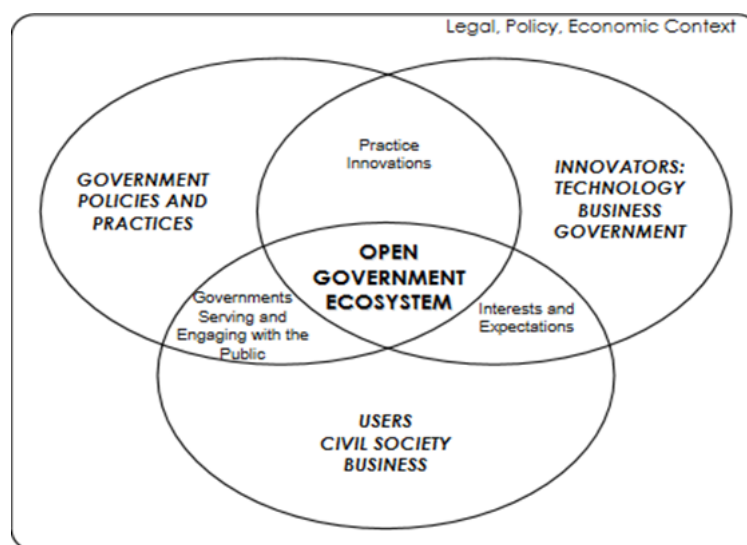 Legal, Policy, Economic Context
Practice
Innovations
GOVERNMENT
POLICIES AND
PRACTICES
INNOVATORS:
TECHNOLOGY
BUSINESS
GOVERNMENT
OPEN
GOVERNMENT
ECOSYSTEM
Governments
Serving and
Engaging with the
Public
Interests and
Expectations
USERS
CIVIL SOCIETY
BUSINESS